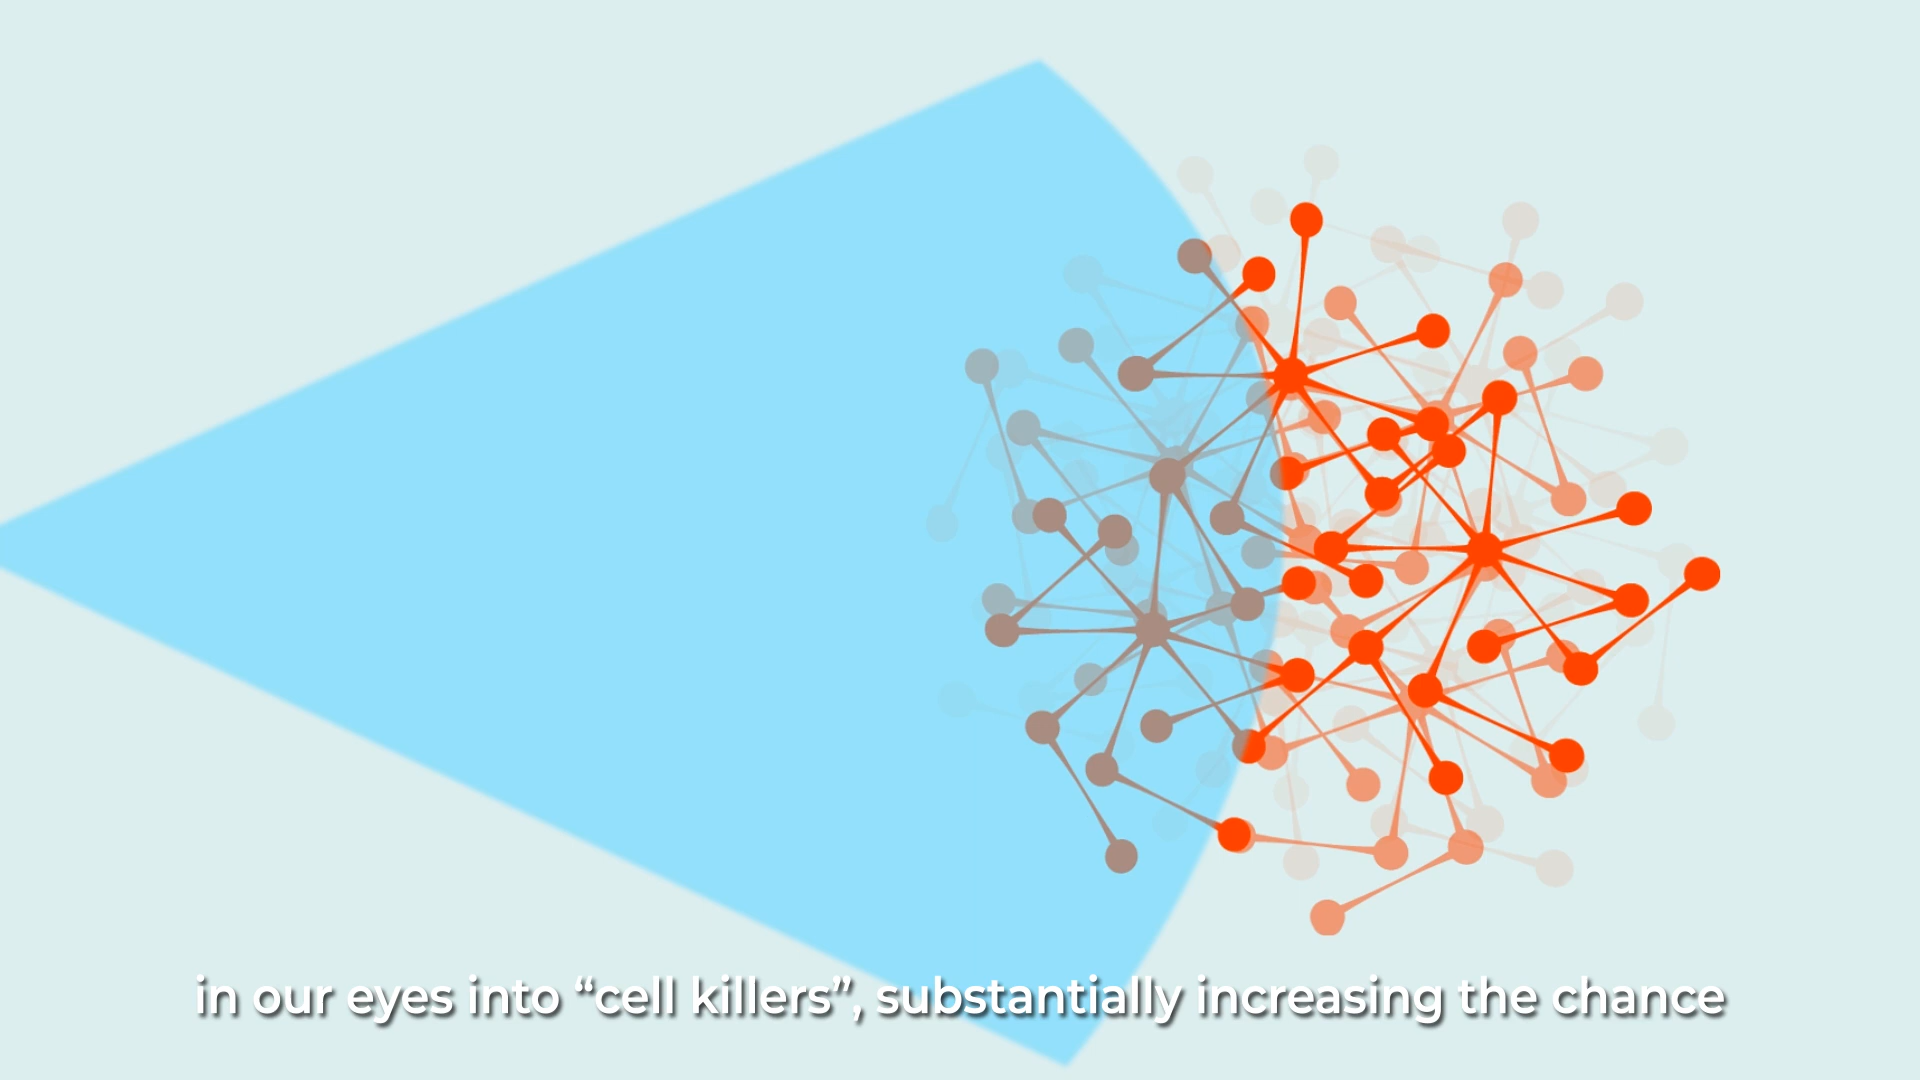 in our eyes into “cell killers”, substantially increasing the chance